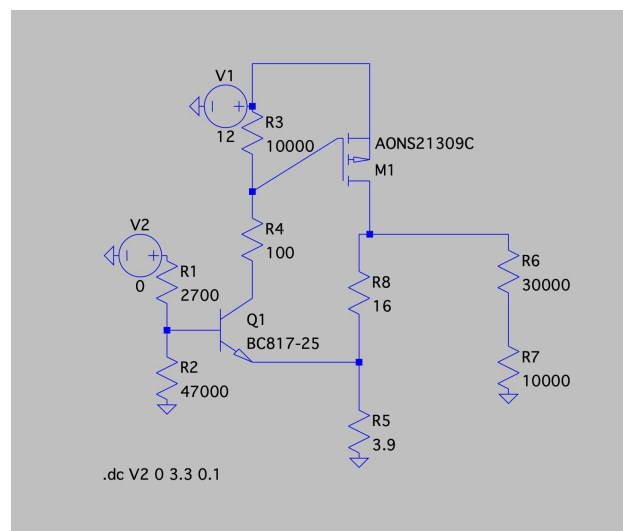 V1
12
R3
10000
AONS21309C
M1
R4
100
V2
0
R1
2700
Q1
BC817-25
R2
47000
R8
16
R6
30000
R7
10000
R5
3.9
.dc V2 0 3.3 0.1